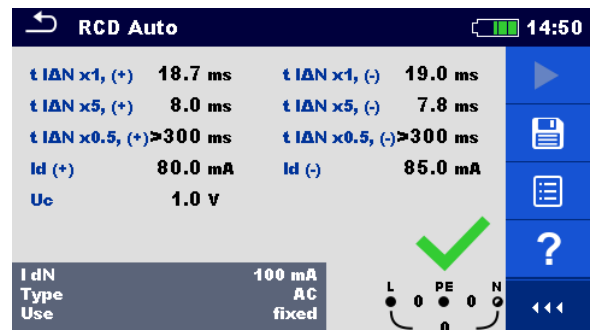 RCD Auto 14:50
t IΔN x1, (+) 18.7 ms t IΔN x1, (-) 19.0 ms
t IΔN x5, (+) 8.0 ms t IΔN x5, (-) 7.8 ms
t IΔN x0.5, (+) >300 ms t IΔN x0.5, (-) >300 ms
Id (+) 80.0 mA Id (-) 85.0 mA
Uc 1.0 V
?
I dN 100 mA
Type AC
Use fixed
L PE N
0 0
0